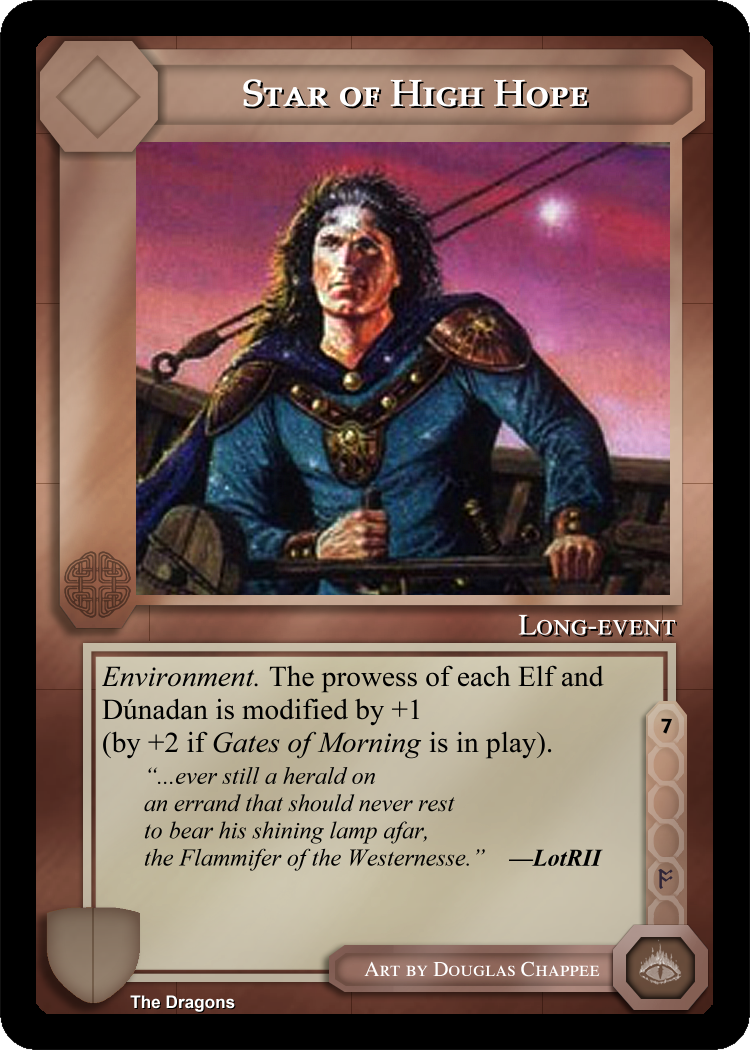 Star of High Hope
Long-event
Environment. The prowess of each Elf and
Dúnadan is modified by +1
(by +2 if Gates of Morning is in play).
7
“...ever still a herald on
an errand that should never rest
to bear his shining lamp afar,
the Flammifer of the Westernesse.” —LotRII
Art by Douglas Chappee
The Dragons